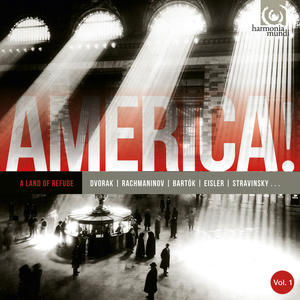 harmonia
mundi
AMERICA!
A LAND OF REFUGE
DVORAK | RACHMANINOV | BARTÓK | EISLER | STRAVINSKY . . .
Vol. 1